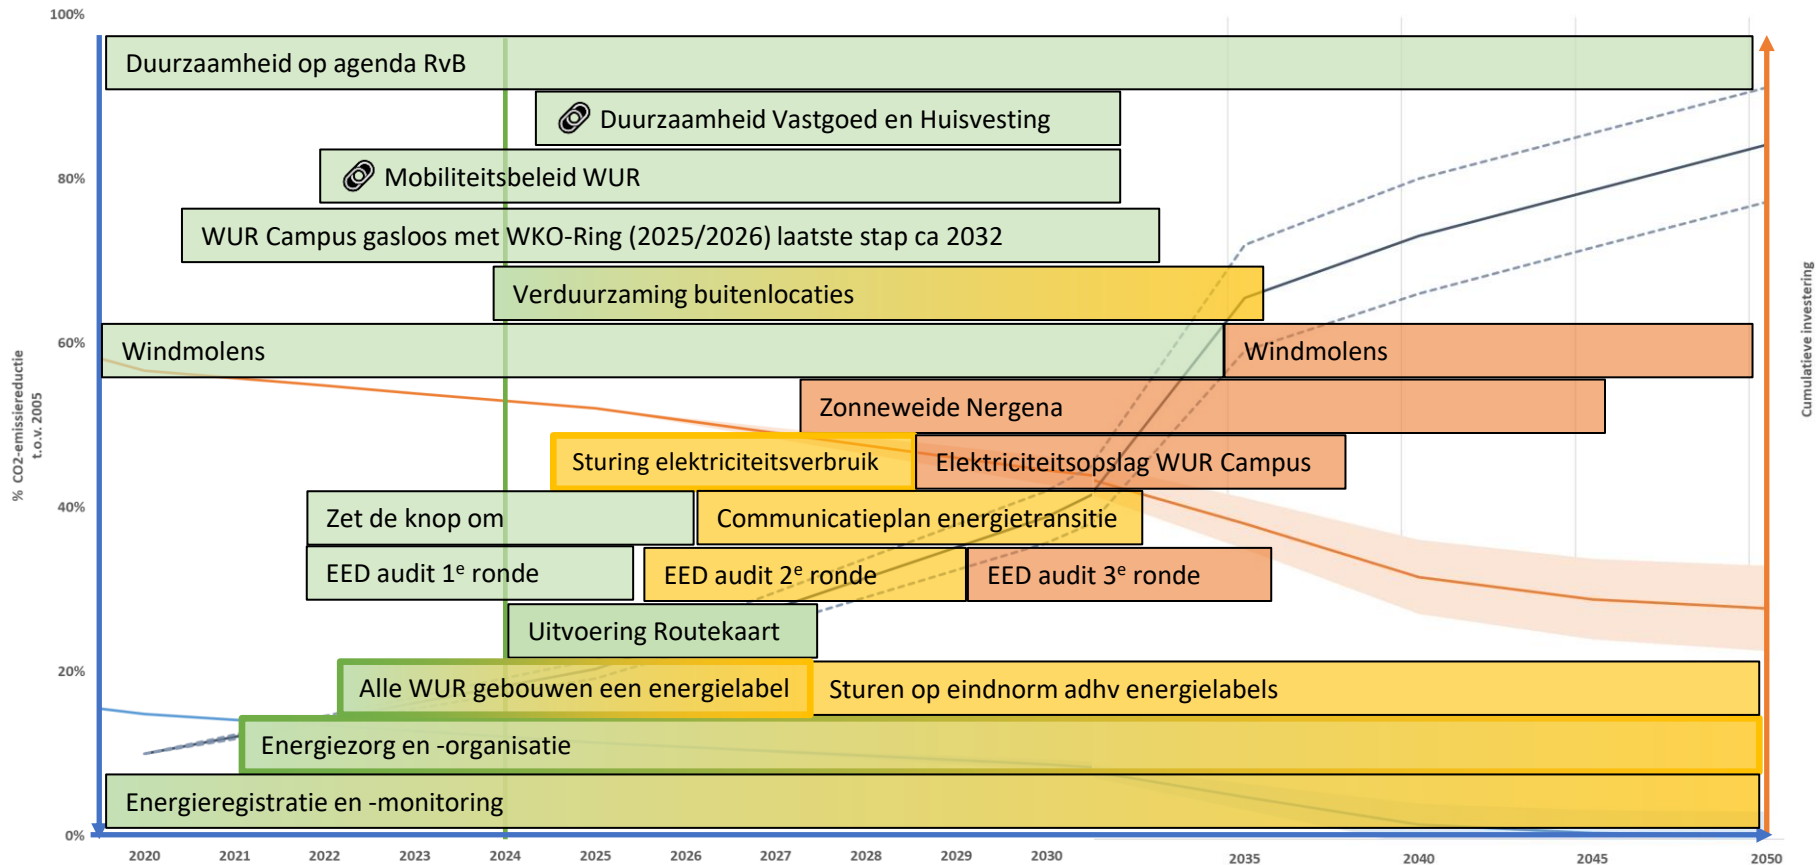 100%
Duurzaamheid op agenda RvB
Duurzaamheid Vastgoed en Huisvesting
80%
Mobiliteitsbeleid WUR
WUR Campus gasloos met WKO-Ring (2025/2026) laatste stap ca 2032
Verduurzaming buitenlocaties
60%
Windmolens
Windmolens
% CO2-emissiereductie
t.o.v. 2005
Cumulatieve investering
Zonneweide Nergena
Sturing elektriciteitsverbruik
Elektriciteitsopslag WUR Campus
40%
Zet de knop om
Communicatieplan energietransitie
EED audit 1e ronde
EED audit 2e ronde
EED audit 3e ronde
Uitvoering Routekaart
20%
Alle WUR gebouwen een energielabel
Sturen op eindnorm adhv energielabels
Energiezorg en -organisatie
Energieregistratie en -monitoring
0%
2020 2021 2022 2023 2024 2025 2026 2027 2028 2029 2030 2035 2040 2045 2050